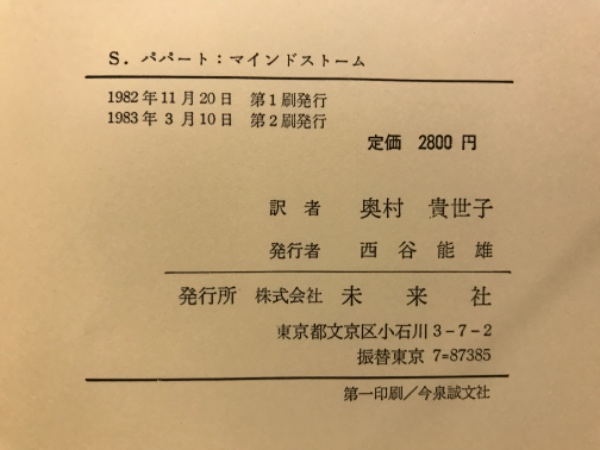 S. パパート:マインドストーム
1982年11月20日 第1刷発行
1983年 3月10日 第2刷発行
定価 2800 円
訳者 奥村 貴世子
発行者 西谷能雄
発行所 株式会社 未来社
東京都文京区小石川3-7-2
振替東京 7=87385
第一印刷/今泉誠文社